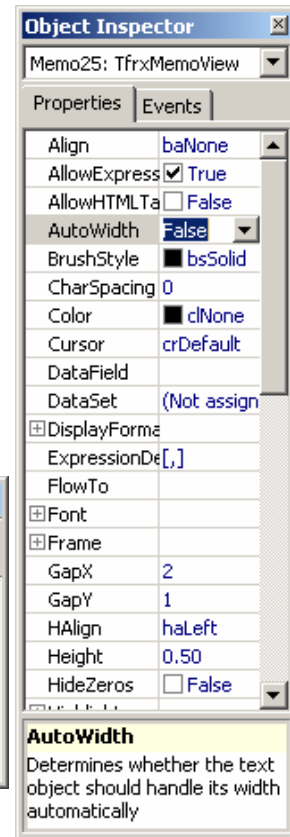 Object Inspector
Memo25: TfrxMemoView
Properties Events
Align baNone
AllowExpress True
AllowHTMLTa False
AutoWidth False
BrushStyle bsSolid
CharSpacing 0
Color clNone
Cursor crDefault
DataField
DataSet (Not assign
DisplayForma
ExpressionDe [,]
FlowTo
Font
Frame
GapX 2
GapY 1
HAlign haLeft
Height 0.50
HideZeros False
AutoWidth
Determines whether the text
object should handle its width
automatically